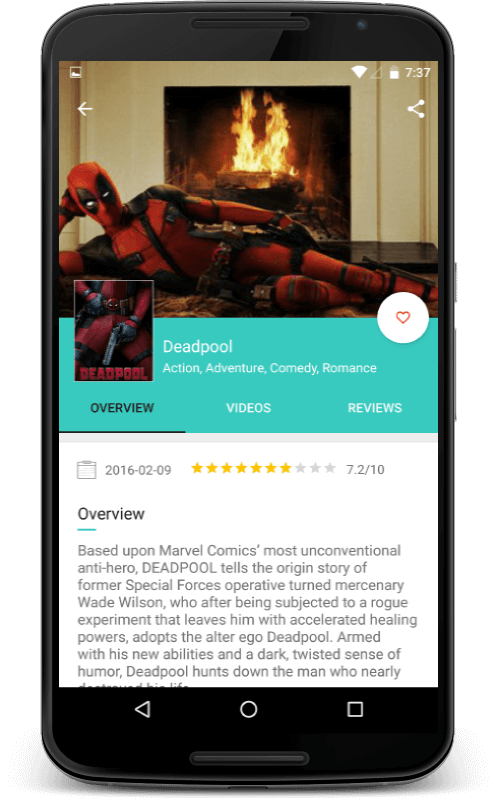 7:37
DEADPOOL
Deadpool
Action, Adventure, Comedy, Romance
OVERVIEW VIDEOS REVIEWS
2016-02-09 7.2/10
Overview
Based upon Marvel Comics’ most unconventional
anti-hero, DEADPOOL tells the origin story of
former Special Forces operative turned mercenary
Wade Wilson, who after being subjected to a rogue
experiment that leaves him with accelerated healing
powers, adopts the alter ego Deadpool. Armed
with his new abilities and a dark, twisted sense of
humor, Deadpool hunts down the man who nearly
destroyed his life.